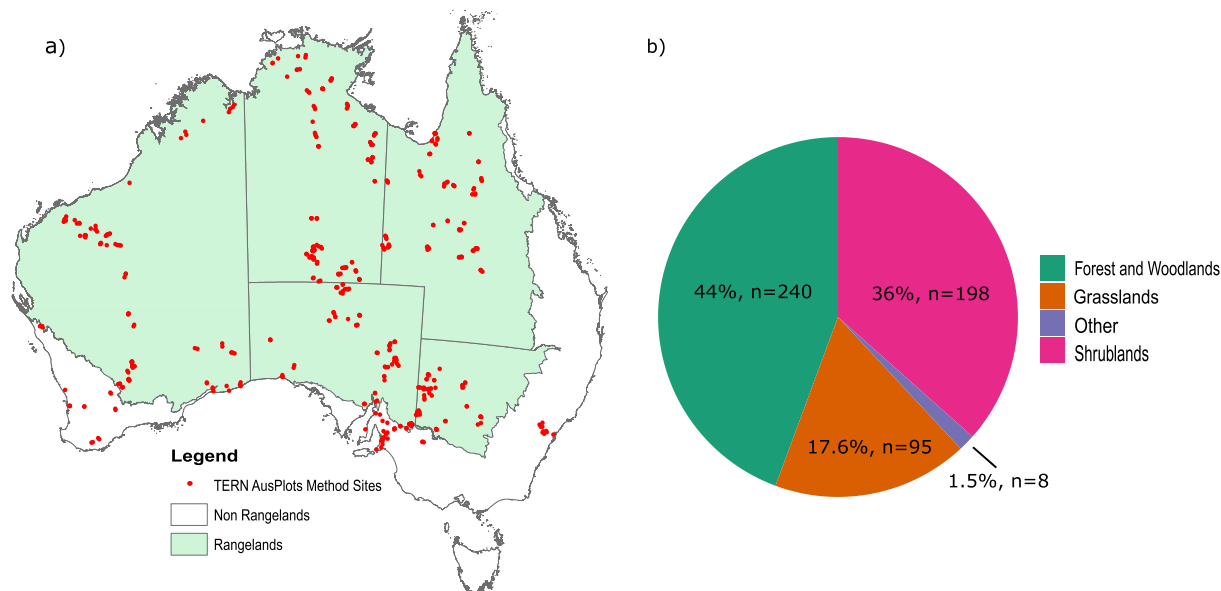 a)
Legend
TERN AusPlots Method Sites
Non Rangelands
Rangelands
b)
44%, n=240
36%, n=198
17.6%, n=95
1.5%, n=8
Forest and Woodlands
Grasslands
Other
Shrublands